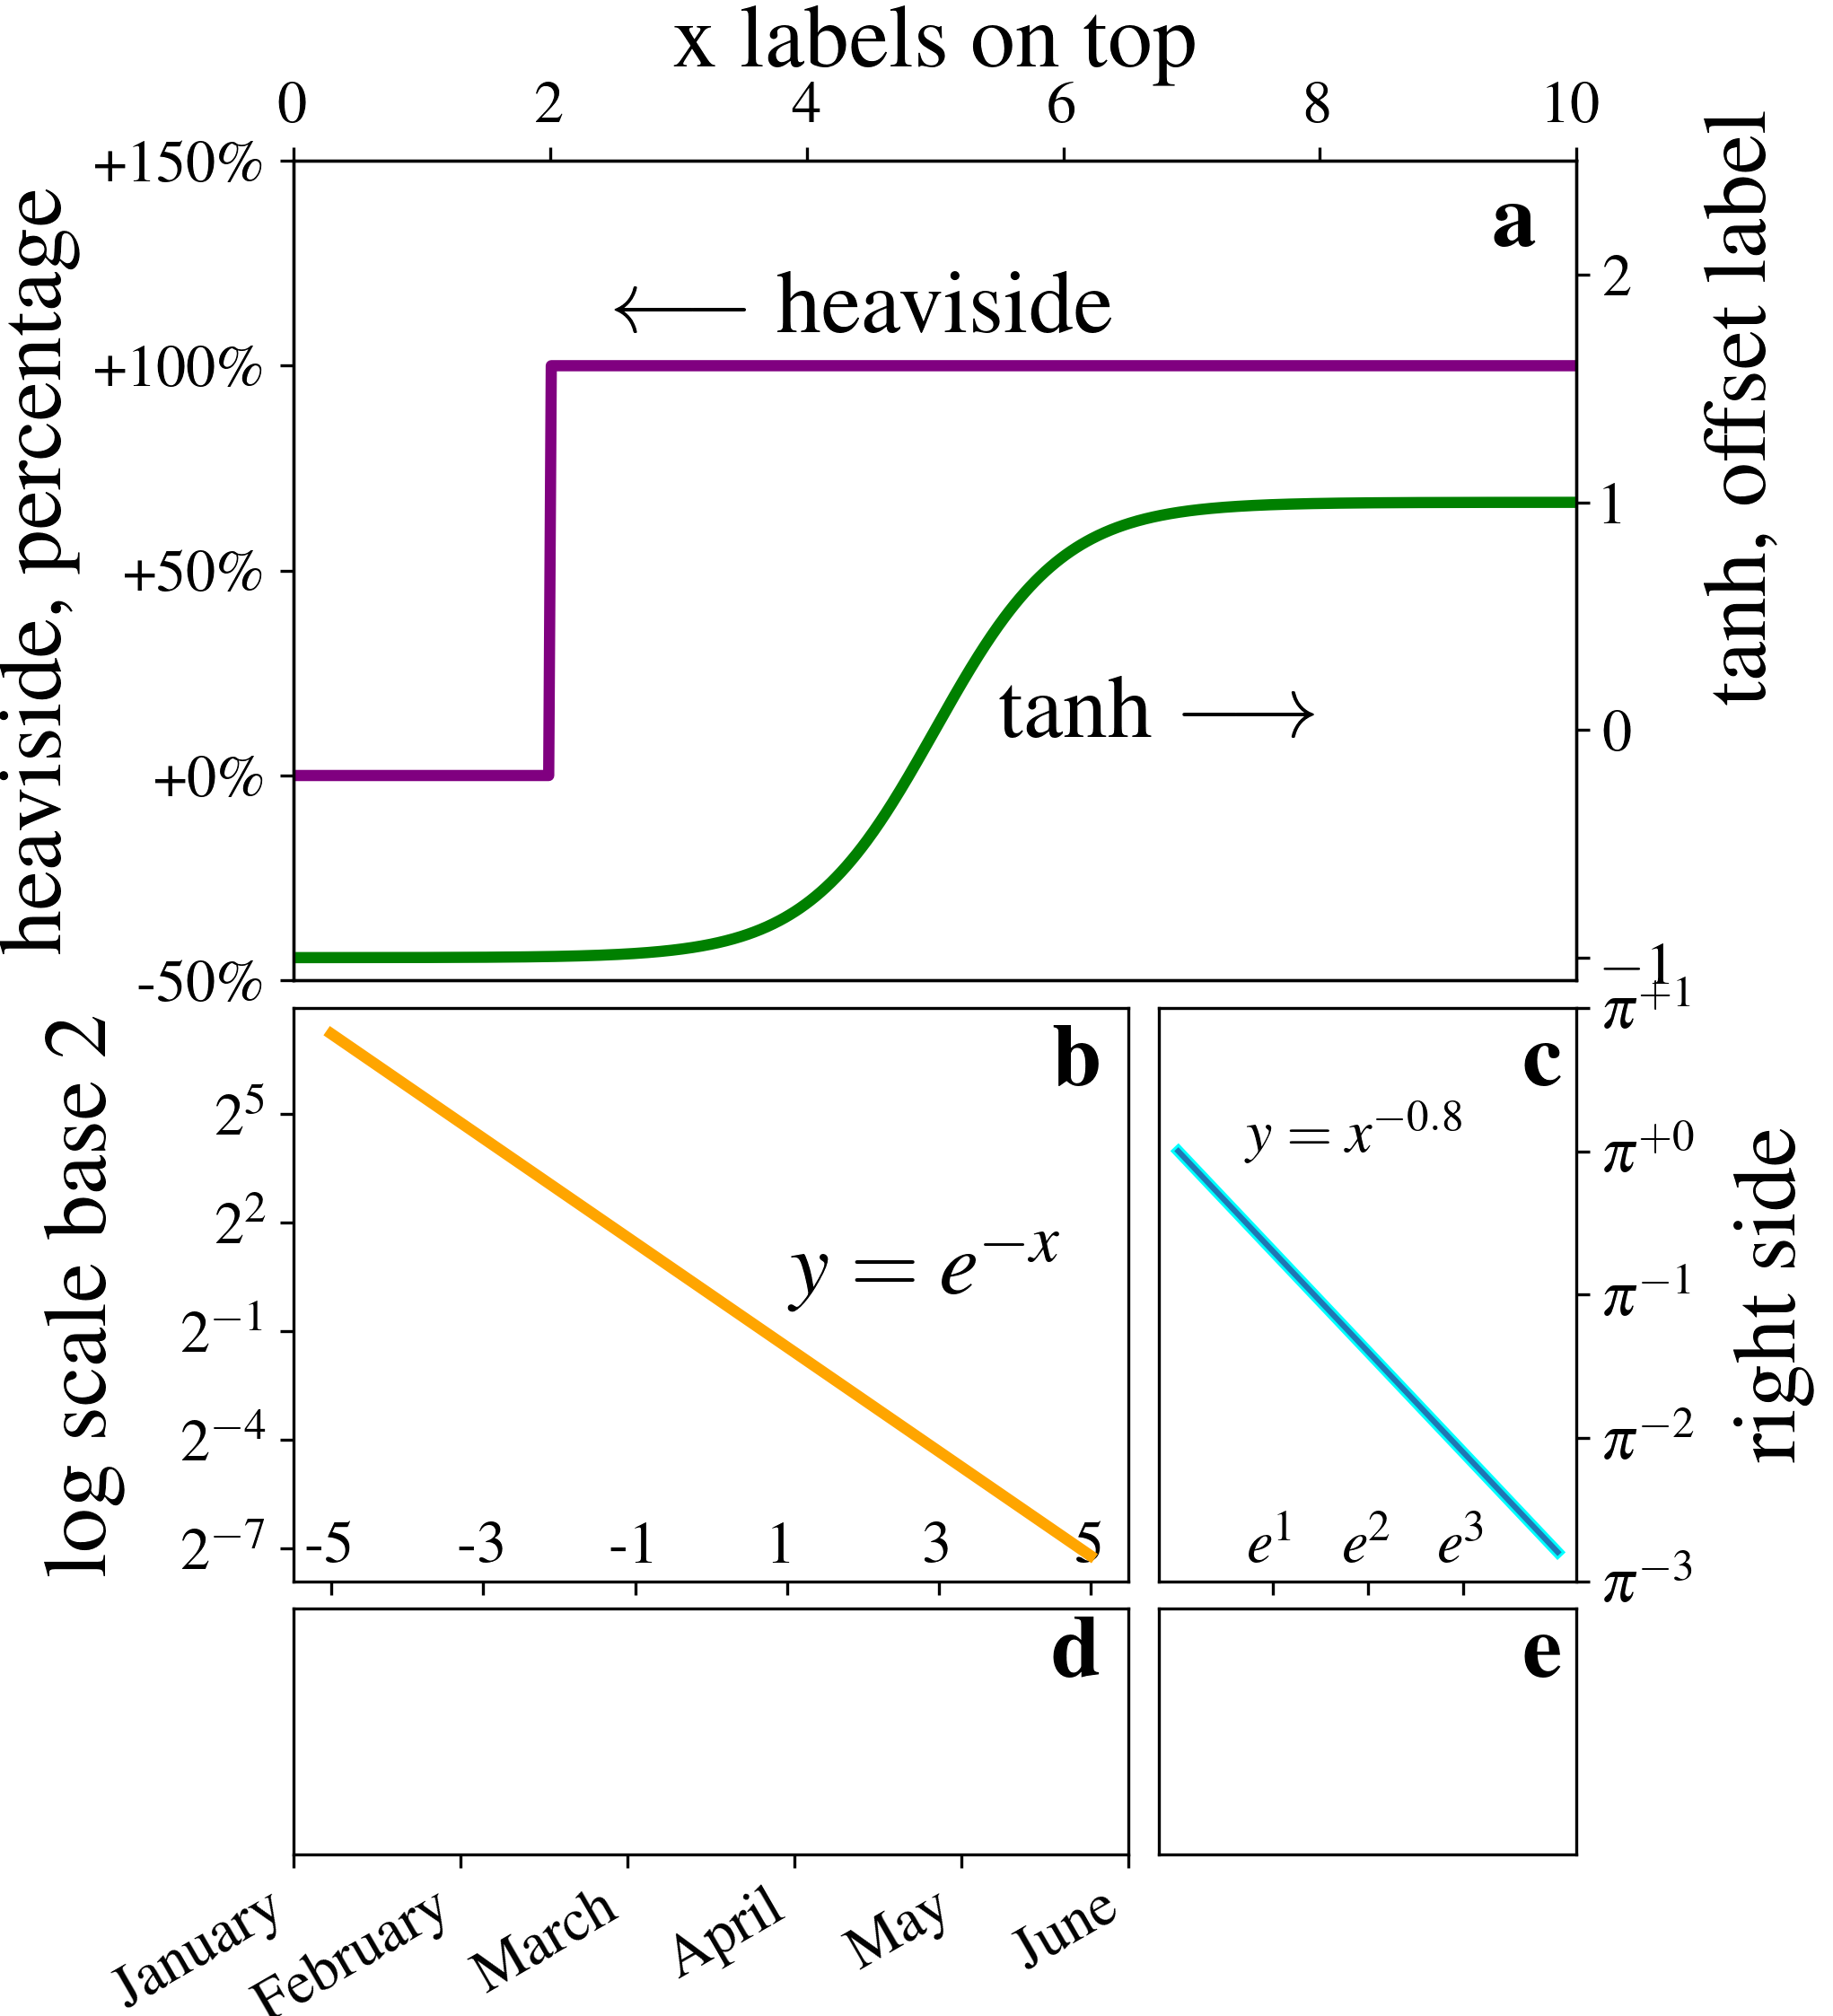 x labels on top
0 2 4 6 8 10
heaviside, percentage
+150%
+100%
+50%
+0%
-50%
a
⟵ heaviside
tanh ⟶
tanh, offset label
2
1
0
−1
log scale base 2
2^5
2^2
2^−1
2^−4
2^−7
b
y = e^−x
-5 -3 -1 1 3 5
c
y = x^−0.8
e^1 e^2 e^3
π^+1
π^+0
π^−1
π^−2
π^−3
right side
d
January February March April May June
e